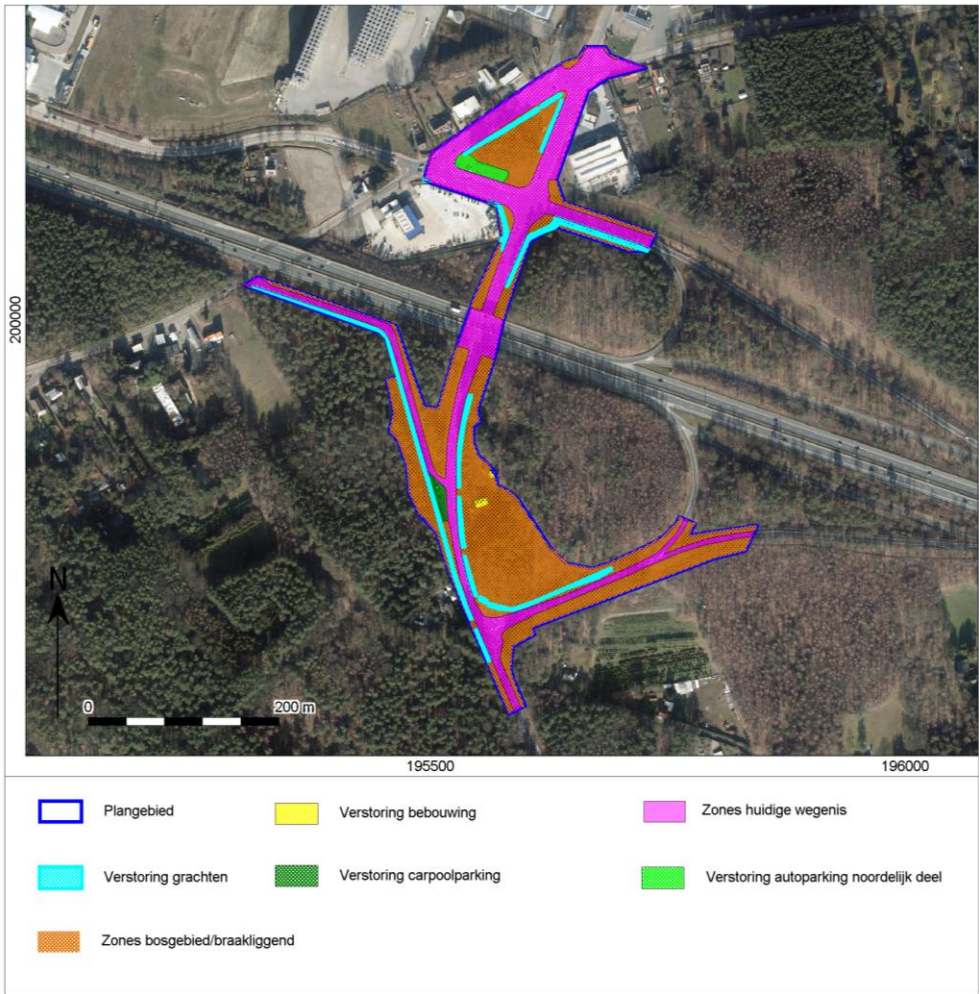 200000
N
0 200 m
195500 196000
Plangebied Verstoring bebouwing Zones huidige wegenis
Verstoring grachten Verstoring carpoolparking Verstoring autoparking noordelijk deel
Zones bosgebied/braakliggend